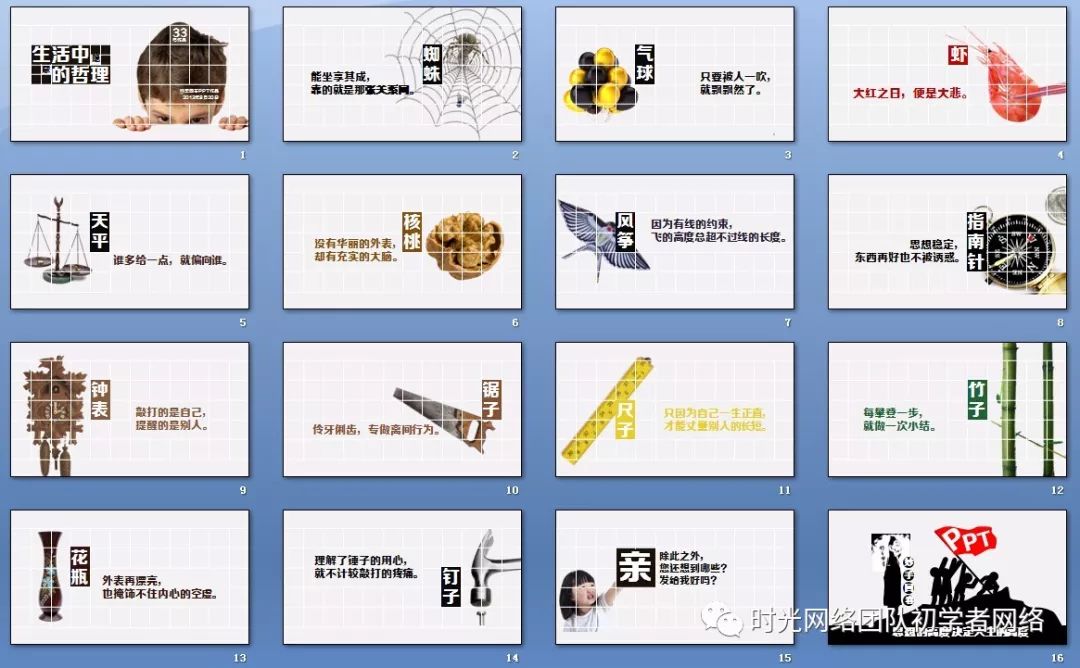 生活中
的哲理
33
蜘蛛
能坐享其成，
靠的就是那张关系网。
2
气球
只要被人一吹，
就飘飘然了。
3
虾
大红之日，便是大悲。
4
1
天平
谁多给一点，就偏向谁。
5
核桃
没有华丽的外表，
却有充实的大脑。
6
风筝
因为有线的约束，
飞的高度总超不过线的长度。
7
指南针
思想稳定，
东西再好也不被诱惑。
8
钟表
敲打的是自己，
提醒的是别人。
9
锯子
伶牙俐齿，专做离间行为。
10
尺子
只因为自己一生正直，
才能丈量别人的长短。
11
竹子
每攀登一步，
就做一次小结。
12
花瓶
外表再漂亮，
也掩饰不住内心的空虚。
13
钉子
理解了锤子的用心，
就不计较敲打的疼痛。
14
亲
除此之外，
您还想到哪些？
发给我好吗？
15
PPT
16
时光网络团队初学者网络